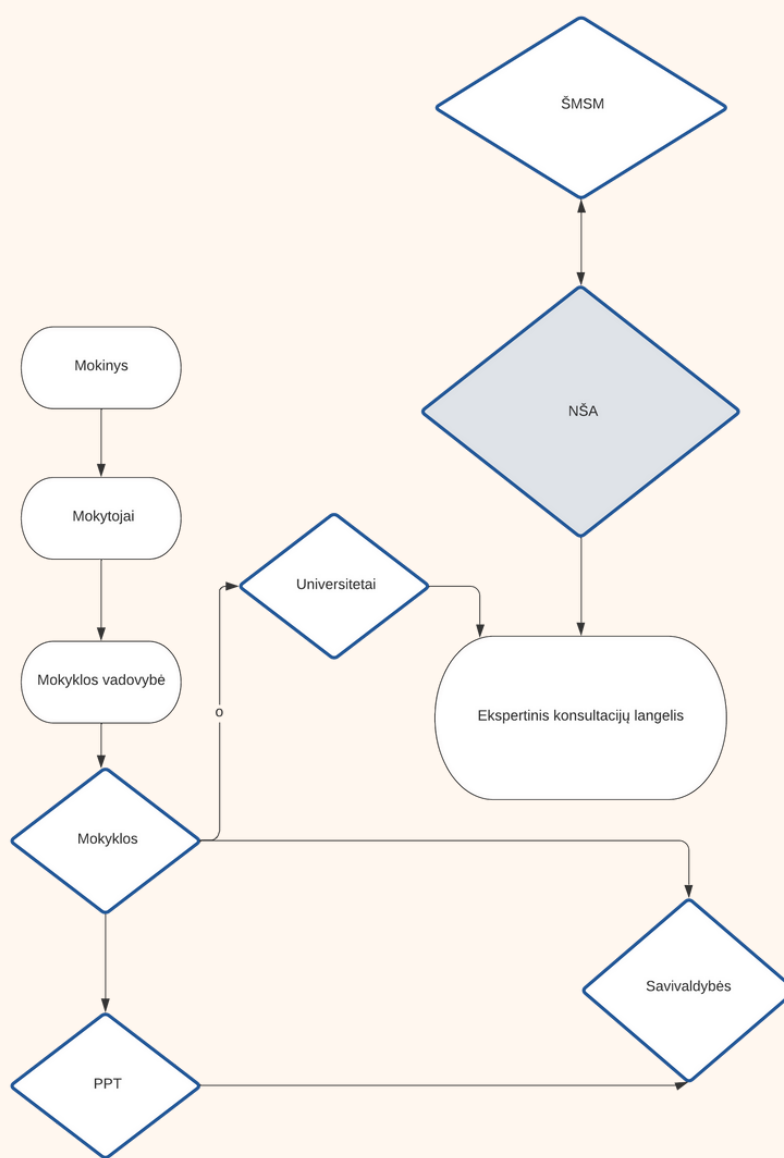 ŠMSM
Mokinys
NŠA
Mokytojai
Universitetai
Mokyklos vadovybė
o
Ekspertinis konsultacijų langelis
Mokyklos
Savivaldybės
PPT